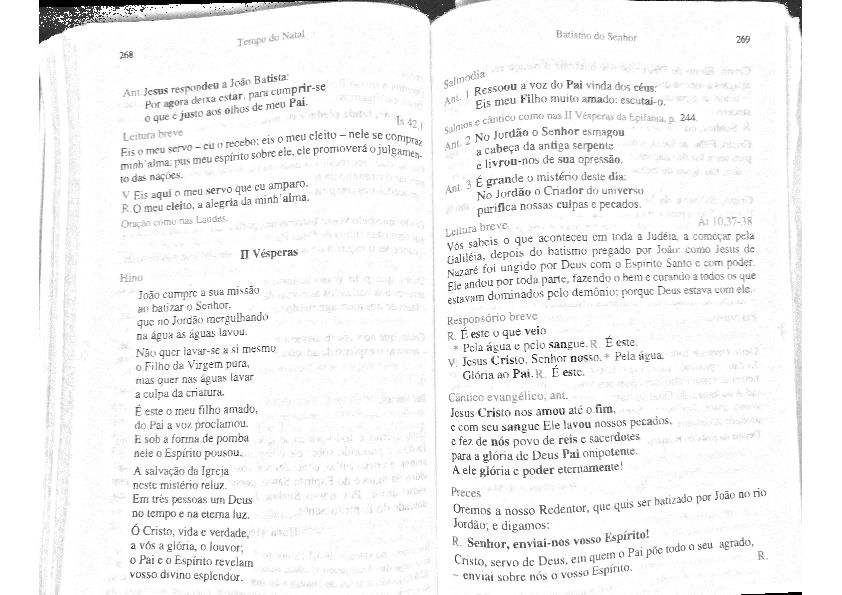 268
Tempo do Natal
Ant. Jesus respondeu a João Batista:
Por agora deixa estar, para cumprir-se
o que é justo aos olhos de meu Pai.
Leitura breve
Is 42,1
Eis o meu servo – eu o recebo; eis o meu eleito – nele se compraz
minh'alma; pus meu espírito sobre ele, ele promoverá o julgamen-
to das nações.
V Eis aqui o meu servo que eu amparo.
R O meu eleito, a alegria da minh'alma.
Oração como nas Laudes.
II Vésperas
Hino
João cumpre a sua missão
ao batizar o Senhor,
que no Jordão mergulhando
na água as águas lavou.
Não quer lavar-se a si mesmo
o Filho da Virgem pura,
mas quer nas águas lavar
a culpa da criatura.
É este o meu filho amado,
do Pai a voz proclamou.
E sob a forma de pomba
nele o Espírito pousou.
A salvação da Igreja
neste mistério reluz.
Em três pessoas um Deus
no tempo e na eterna luz.
Ó Cristo, vida e verdade,
a vós a glória, o louvor;
o Pai e o Espírito revelam
vosso divino esplendor.
Batismo do Senhor
269
Salmodia
Ant. 1 Ressoou a voz do Pai vinda dos céus:
Eis meu Filho muito amado: escutai-o.
Salmos e cântico como nas II Vésperas da Epifania, p. 244.
Ant. 2 No Jordão o Senhor esmagou
a cabeça da antiga serpente
e livrou-nos de sua opressão.
Ant. 3 É grande o mistério deste dia:
No Jordão o Criador do universo
purifica nossas culpas e pecados.
Leitura breve
At 10,37-38
Vós sabeis o que aconteceu em toda a Judéia, a começar pela
Galiléia, depois do batismo pregado por João: como Jesus de
Nazaré foi ungido por Deus com o Espírito Santo e com poder.
Ele andou por toda parte, fazendo o bem e curando a todos os que
estavam dominados pelo demônio; porque Deus estava com ele.
Responsório breve
R. É este o que veio
* Pela água e pelo sangue. R. É este.
V. Jesus Cristo, Senhor nosso. * Pela água.
Glória ao Pai. R. É este.
Cântico evangélico, ant.
Jesus Cristo nos amou até o fim,
e com seu sangue Ele lavou nossos pecados,
e fez de nós povo de reis e sacerdotes
para a glória de Deus Pai onipotente.
A ele glória e poder eternamente!
Preces
Oremos a nosso Redentor, que quis ser batizado por João no rio
Jordão; e digamos:
R. Senhor, enviai-nos vosso Espírito!
Cristo, servo de Deus, em quem o Pai põe todo o seu agrado,
– enviai sobre nós o vosso Espírito. R.